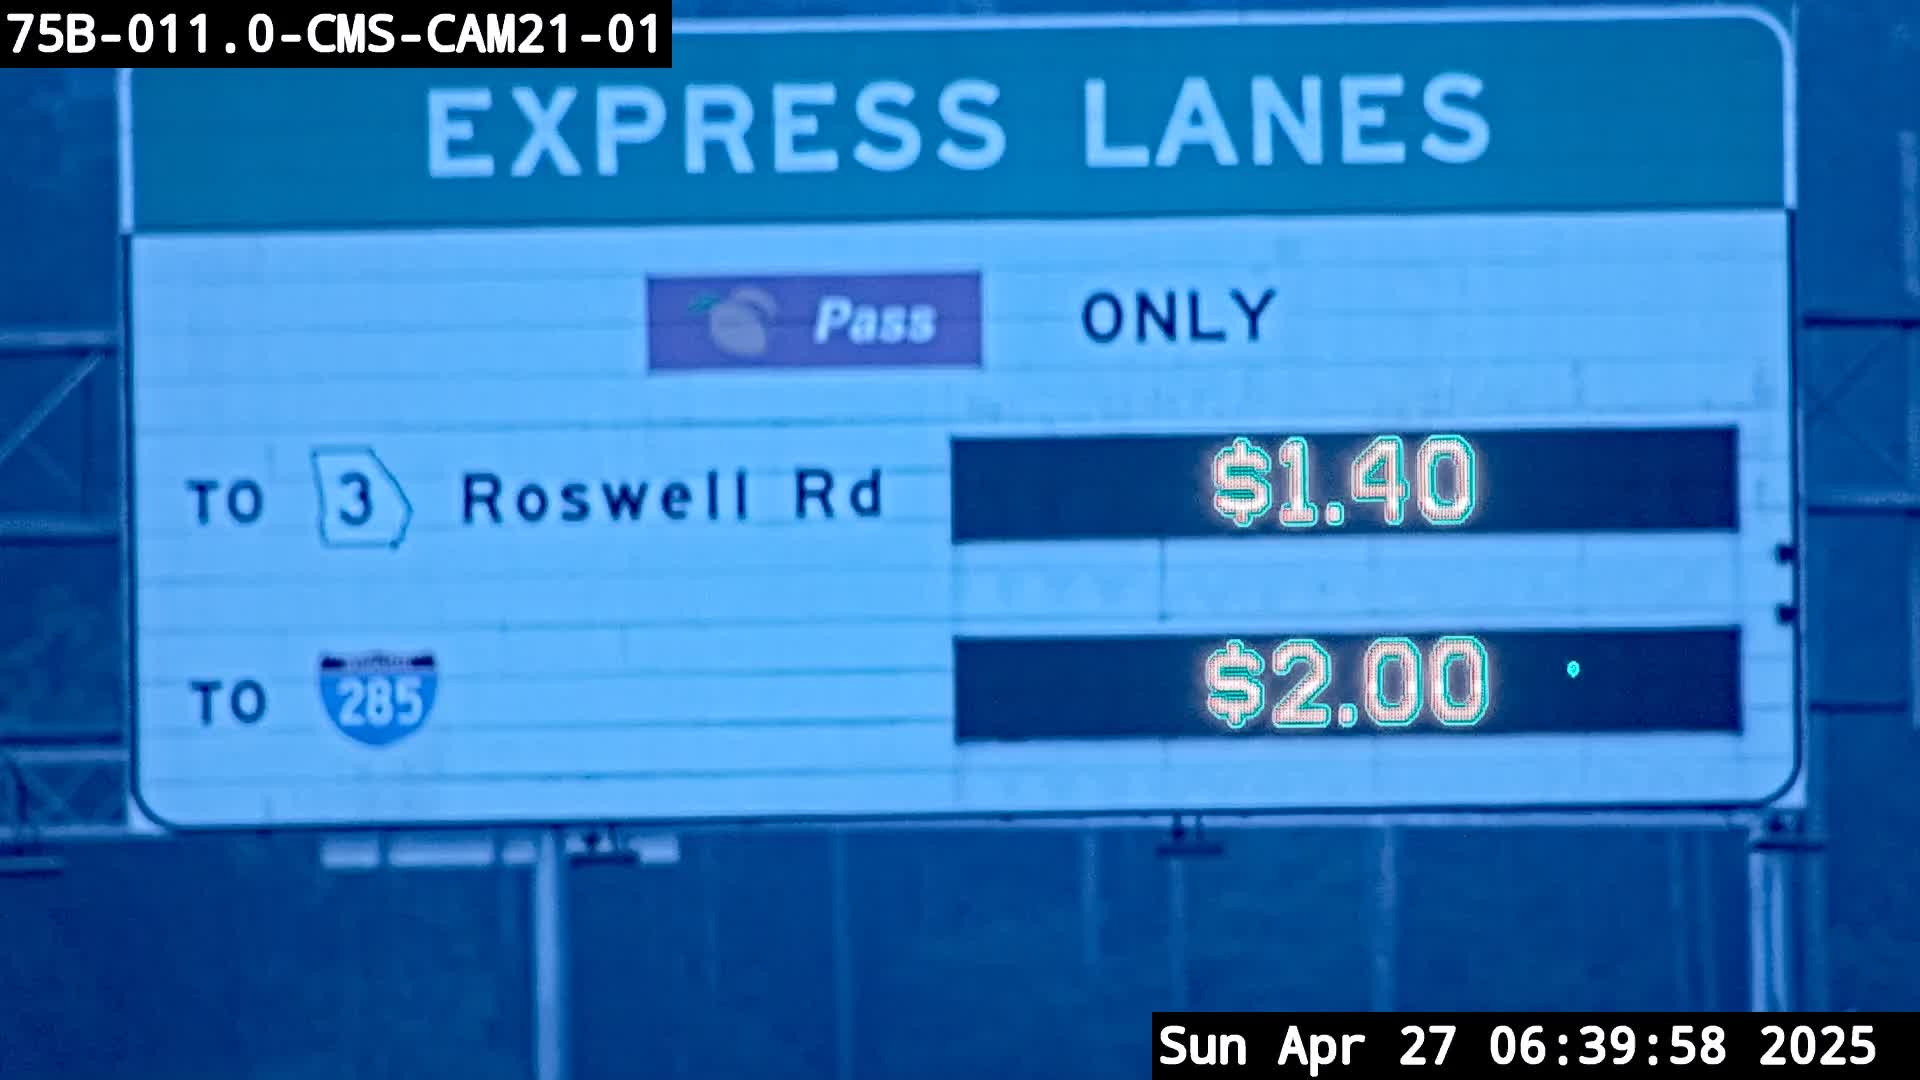 75B-011.0-CMS-CAM21-01
EXPRESS LANES
Pass ONLY
TO 3 Roswell Rd $1.40
TO 285 $2.00
Sun Apr 27 06:39:58 2025